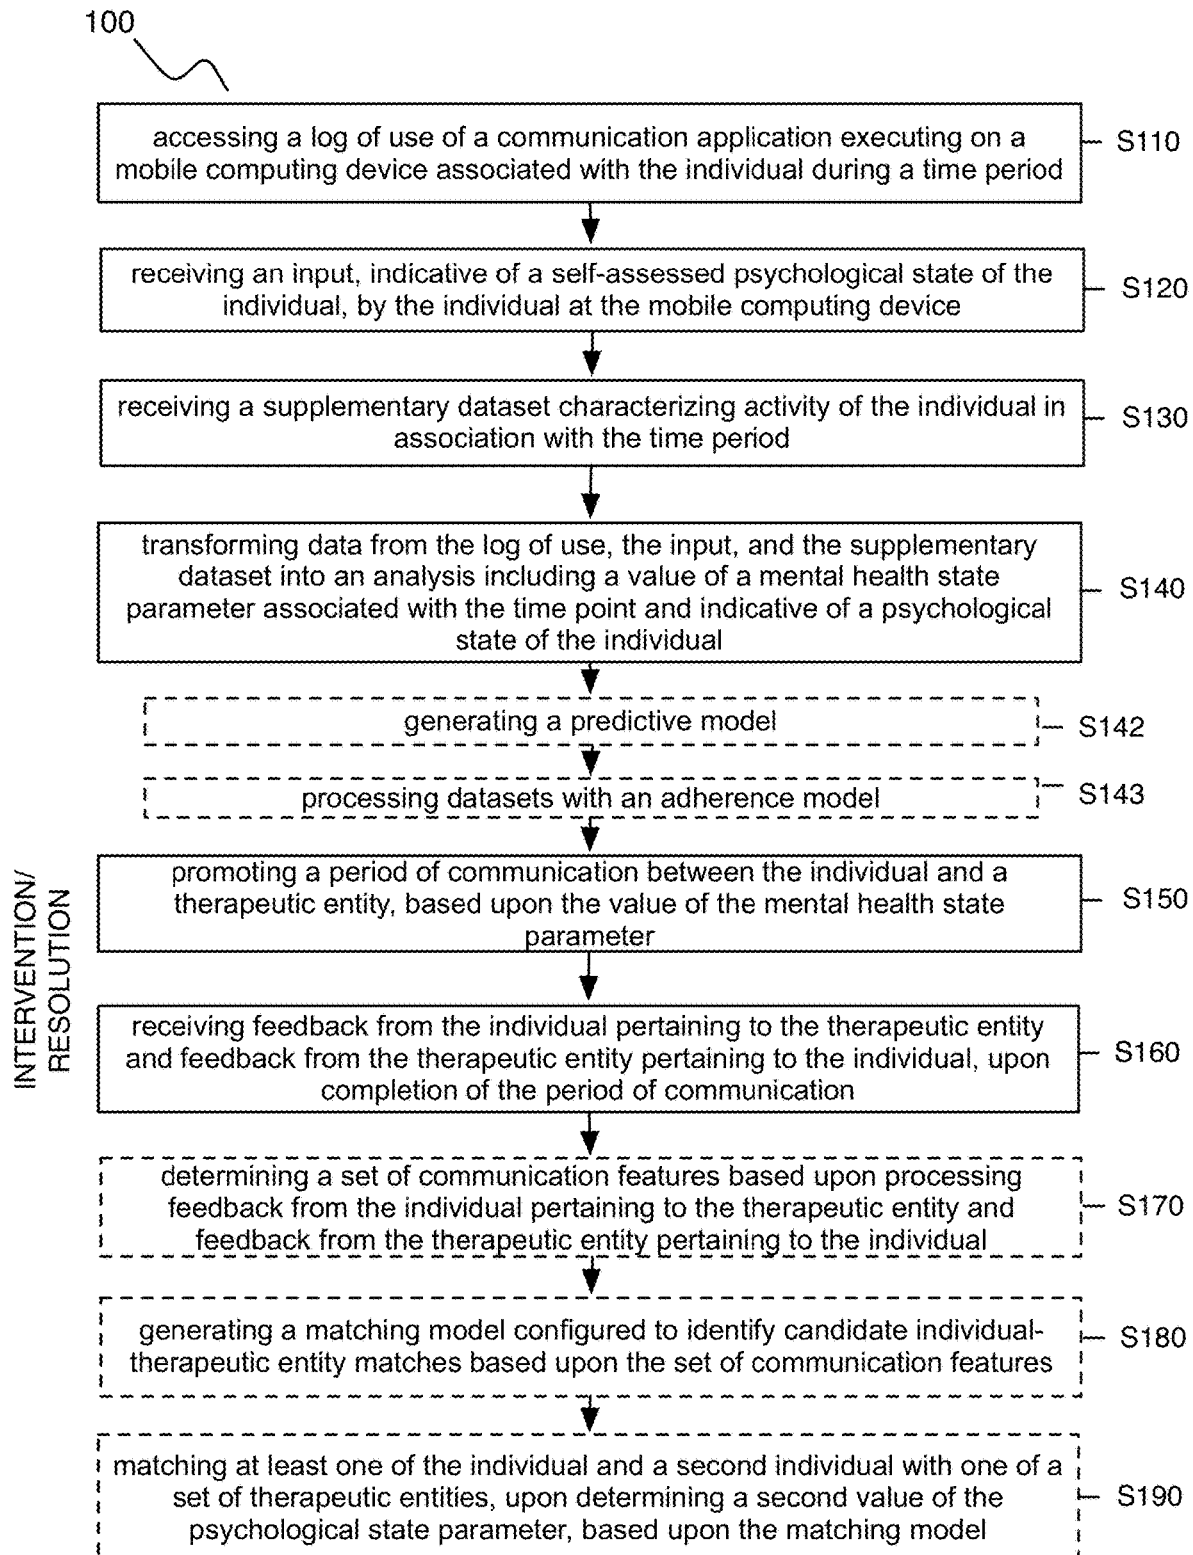 100
accessing a log of use of a communication application executing on a
mobile computing device associated with the individual during a time period
S110
receiving an input, indicative of a self-assessed psychological state of the
individual, by the individual at the mobile computing device
S120
receiving a supplementary dataset characterizing activity of the individual in
association with the time period
S130
transforming data from the log of use, the input, and the supplementary
dataset into an analysis including a value of a mental health state
parameter associated with the time point and indicative of a psychological
state of the individual
S140
generating a predictive model
S142
processing datasets with an adherence model
S143
INTERVENTION/
RESOLUTION
promoting a period of communication between the individual and a
therapeutic entity, based upon the value of the mental health state
parameter
S150
receiving feedback from the individual pertaining to the therapeutic entity
and feedback from the therapeutic entity pertaining to the individual, upon
completion of the period of communication
S160
determining a set of communication features based upon processing
feedback from the individual pertaining to the therapeutic entity and
feedback from the therapeutic entity pertaining to the individual
S170
generating a matching model configured to identify candidate individual-
therapeutic entity matches based upon the set of communication features
S180
matching at least one of the individual and a second individual with one of a
set of therapeutic entities, upon determining a second value of the
psychological state parameter, based upon the matching model
S190